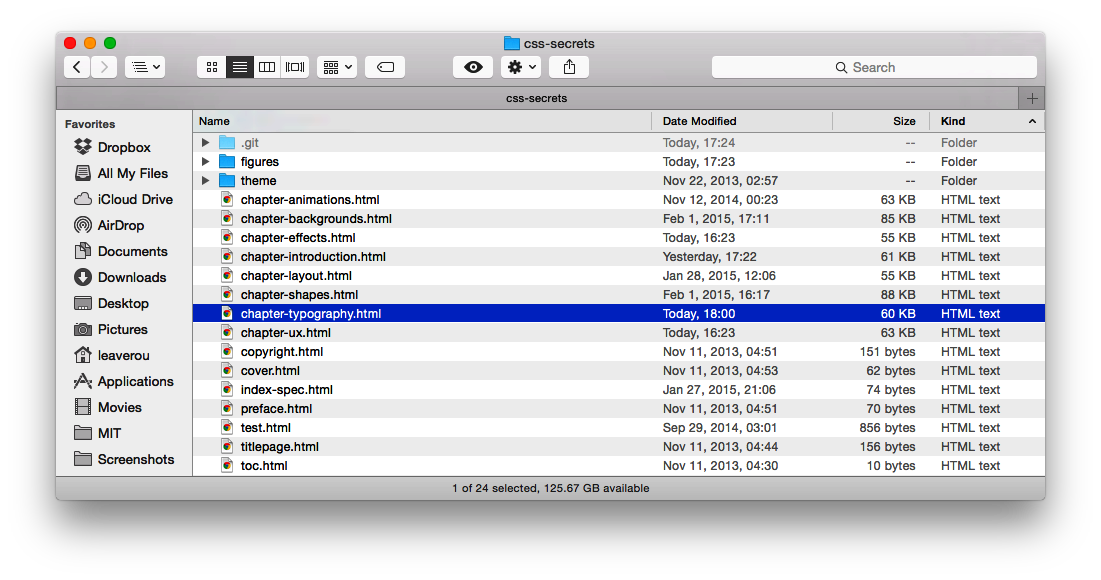 css-secrets
Search
css-secrets
Favorites
Dropbox
All My Files
iCloud Drive
AirDrop
Documents
Downloads
Desktop
Pictures
leaverou
Applications
Movies
MIT
Screenshots
Name Date Modified Size Kind
.git Today, 17:24 -- Folder
figures Today, 17:23 -- Folder
theme Nov 22, 2013, 02:57 -- Folder
chapter-animations.html Nov 12, 2014, 00:23 63 KB HTML text
chapter-backgrounds.html Feb 1, 2015, 17:11 85 KB HTML text
chapter-effects.html Today, 16:23 55 KB HTML text
chapter-introduction.html Yesterday, 17:22 61 KB HTML text
chapter-layout.html Jan 28, 2015, 12:06 55 KB HTML text
chapter-shapes.html Feb 1, 2015, 16:17 88 KB HTML text
chapter-typography.html Today, 18:00 60 KB HTML text
chapter-ux.html Today, 16:23 63 KB HTML text
copyright.html Nov 11, 2013, 04:51 151 bytes HTML text
cover.html Nov 11, 2013, 04:53 62 bytes HTML text
index-spec.html Jan 27, 2015, 21:06 74 bytes HTML text
preface.html Nov 11, 2013, 04:51 70 bytes HTML text
test.html Sep 29, 2014, 03:01 856 bytes HTML text
titlepage.html Nov 11, 2013, 04:44 156 bytes HTML text
toc.html Nov 11, 2013, 04:30 10 bytes HTML text
1 of 24 selected, 125.67 GB available